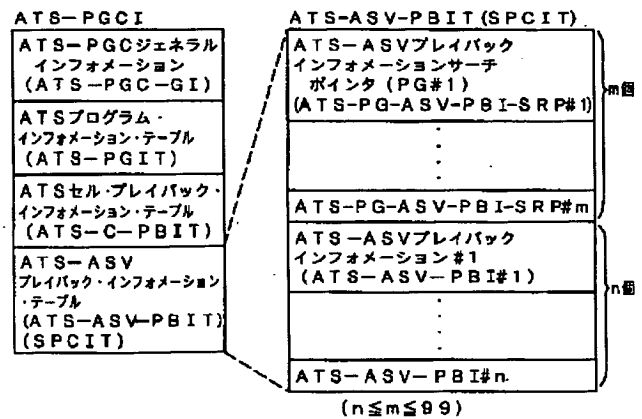 ATS-PGCI
ATS-PGCジェネラル
インフォメーション
(ATS-PGC-GI)
ATSプログラム・
インフォメーション・テーブル
(ATS-PGIT)
ATSセル・プレイバック・
インフォメーション・テーブル
(ATS-C-PBIT)
ATS-ASV
プレイバック・インフォメーション
・テーブル
(ATS-ASV-PBIT)
(SPCIT)
ATS-ASV-PBIT(SPCIT)
ATS-ASVプレイバック
インフォメーションサーチ
ポインタ(PG#1)
(ATS-PG-ASV-PBI-SRP#1)
ATS-PG-ASV-PBI-SRP#m
m個
ATS-ASVプレイバック
インフォメーション#1
(ATS-ASV-PBI#1)
ATS-ASV-PBI#n
n個
(n≦m≦99)